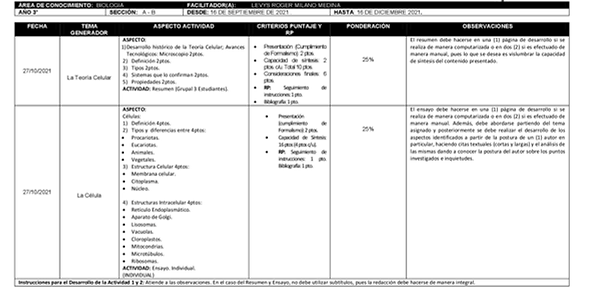 ÁREA DE CONOCIMIENTO: BIOLOGÍA
FACILITADOR(A): LEVYS ROGER MILANO MEDINA
AÑO 3° SECCIÓN: A - B
DESDE: 16 DE SEPTIEMBRE DE 2021
HASTA 16 DE DICIEMBRE 2021.
FECHA
TEMA GENERADOR
ASPECTO ACTIVIDAD
CRITERIOS PUNTAJE Y RP
PONDERACIÓN
OBSERVACIONES
27/10/2021
La Teoría Celular
ASPECTO:
1)Desarrollo histórico de la Teoría Celular; Avances
Tecnológicos: Microscopio 2ptos.
2) Definición 2ptos.
3) Tipos 2ptos.
4) Sistemas que lo confirman 2ptos.
5) Propiedades 2ptos.
ACTIVIDAD: Resumen (Grupal 3 Estudiantes).
• Presentación (Cumplimiento
de Formalismo): 2 ptos.
• Capacidad de síntesis: 2
ptos. c/u. Total 10 ptos.
• Consideraciones finales: 6
ptos.
• RP: Seguimiento de
instrucciones 1 pto.
• Bibliografía 1 pto.
25%
El resumen debe hacerse en una (1) página de desarrollo si se
realiza de manera computarizada o en dos (2) si es efectuado de
manera manual, pues lo que se desea es vislumbrar la capacidad
de síntesis del contenido presentado.
27/10/2021
La Célula
ASPECTO:
Células:
1) Definición 4ptos.
2) Tipos y diferencias entre 4ptos:
• Procariotas.
• Eucariotas.
• Animales.
• Vegetales.
3) Estructura Celular 4ptos:
• Membrana celular.
• Citoplasma.
• Núcleo.
4) Estructuras Intracelular 4ptos:
• Retículo Endoplasmático.
• Aparato de Golgi.
• Lisosomas.
• Vacuolas.
• Cloroplastos.
• Mitocondrias.
• Microtúbulos.
• Ribosomas.
ACTIVIDAD: Ensayo. Individual.
(INDIVIDUAL)
• Presentación
(cumplimiento de
Formalismo) 2 ptos.
• Capacidad de Síntesis:
16 ptos (4 ptos c/u).
• RP: Seguimiento de
instrucciones 1 pto.
Bibliografía 1 pto.
25%
El ensayo debe hacerse en una (1) página de desarrollo si se
realiza de manera computarizada o en dos (2) si es efectuado de
manera manual. Además, debe abordarse partiendo del tema
asignado y posteriormente se debe realizar el desarrollo de los
aspectos identificados a partir de la postura de un (1) autor en
particular, haciendo citas textuales (cortas y largas) y el análisis de
las mismas dando a conocer la postura del autor sobre los puntos
investigados e inquietudes.
Instrucciones para el Desarrollo de la Actividad 1 y 2: Atiende a las observaciones. En el caso del Resumen y Ensayo, no debe utilizar subtítulos, pues la redacción debe hacerse de manera integral.